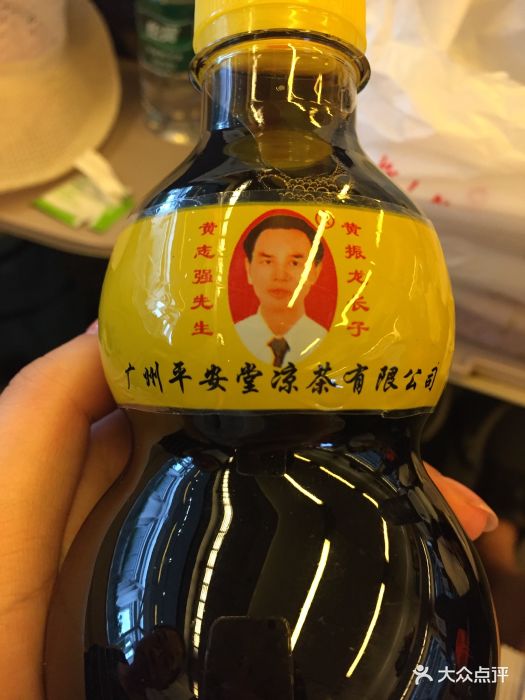 黄振龙长子
黄志强先生
®
广州平安堂凉茶有限公司
大众点评